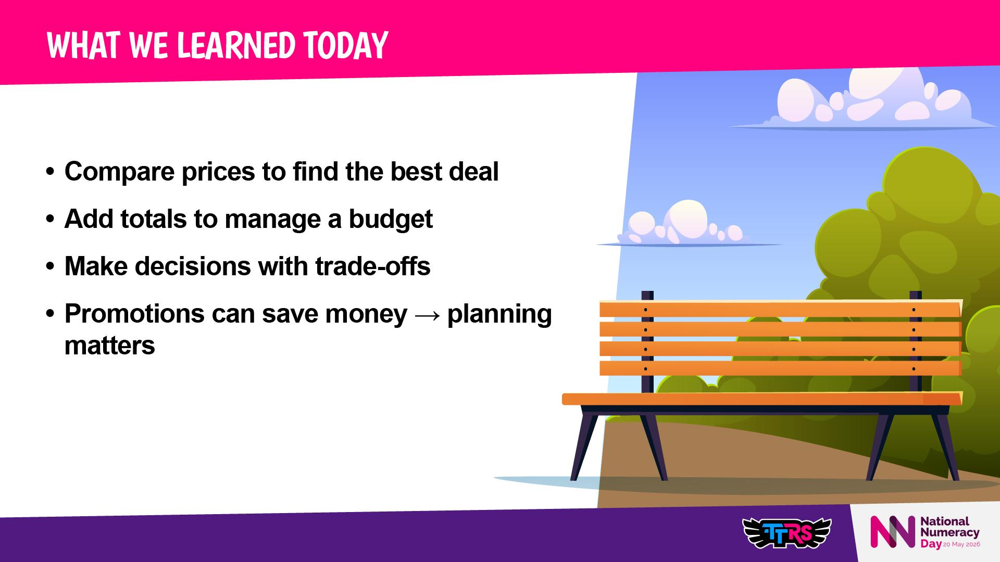 WHAT WE LEARNED TODAY
• Compare prices to find the best deal
• Add totals to manage a budget
• Make decisions with trade-offs
• Promotions can save money → planning
matters
TTRS
National
Numeracy
Day 20 May 2026